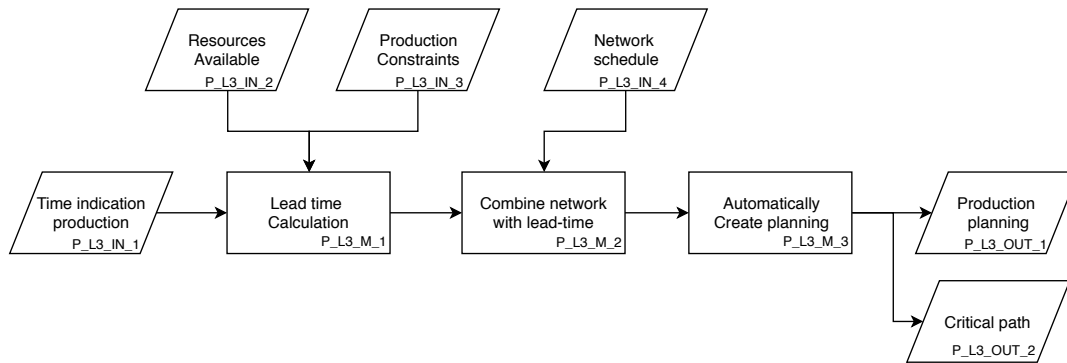 Resources
Available
P_L3_IN_2
Production
Constraints
P_L3_IN_3
Network
schedule
P_L3_IN_4
Time indication
production
P_L3_IN_1
Lead time
Calculation
P_L3_M_1
Combine network
with lead-time
P_L3_M_2
Automatically
Create planning
P_L3_M_3
Production
planning
P_L3_OUT_1
Critical path
P_L3_OUT_2